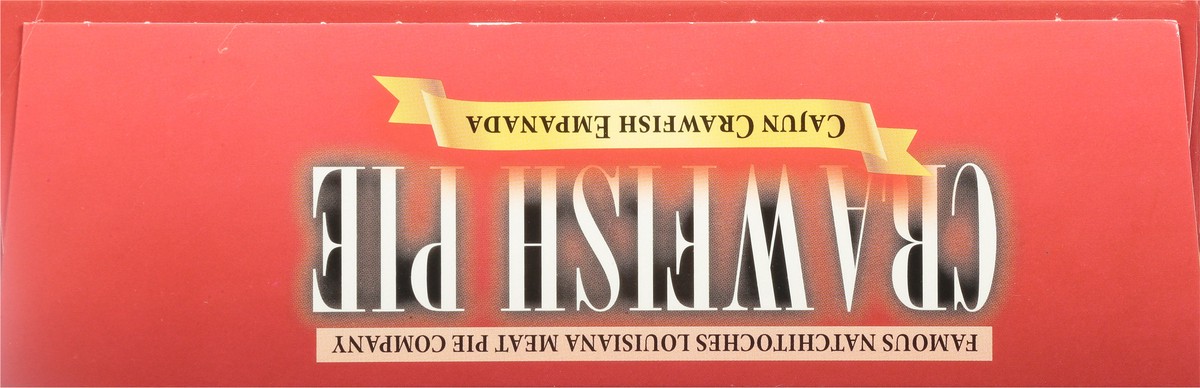 FAMOUS NATCHITOCHES LOUISIANA MEAT PIE COMPANY
CRAWFISH PIE
CAJUN CRAWFISH EMPANADA